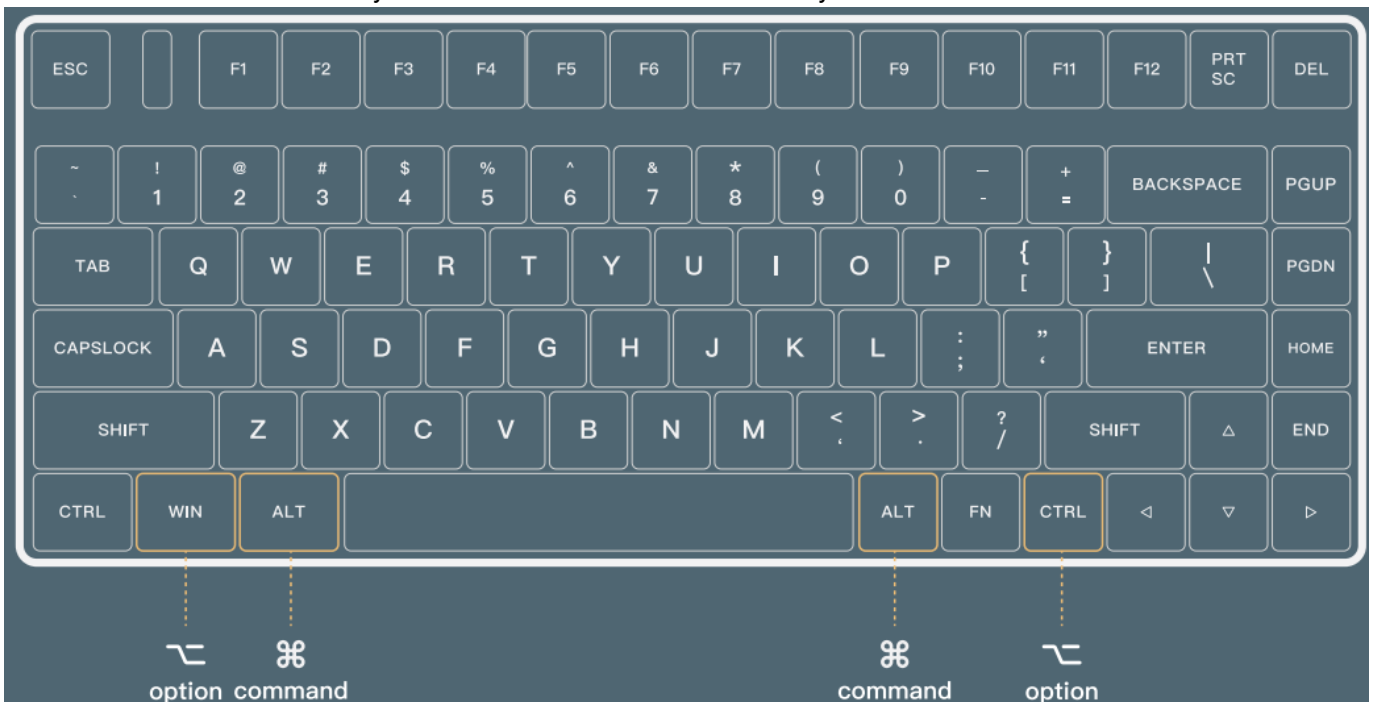 ESC F1 F2 F3 F4 F5 F6 F7 F8 F9 F10 F11 F12 PRT SC DEL
~ ! @ # $ % ^ & * ( ) — +
` 1 2 3 4 5 6 7 8 9 0 - = BACKSPACE PGUP
TAB Q W E R T Y U I O P { [ } ] | \ PGDN
CAPSLOCK A S D F G H J K L : ; ” ‘ ENTER HOME
SHIFT Z X C V B N M < ‘ > . ? / SHIFT △ END
CTRL WIN ALT ALT FN CTRL ◁ ▽ ▷
⌥ ⌘ ⌘ ⌥
option command command option